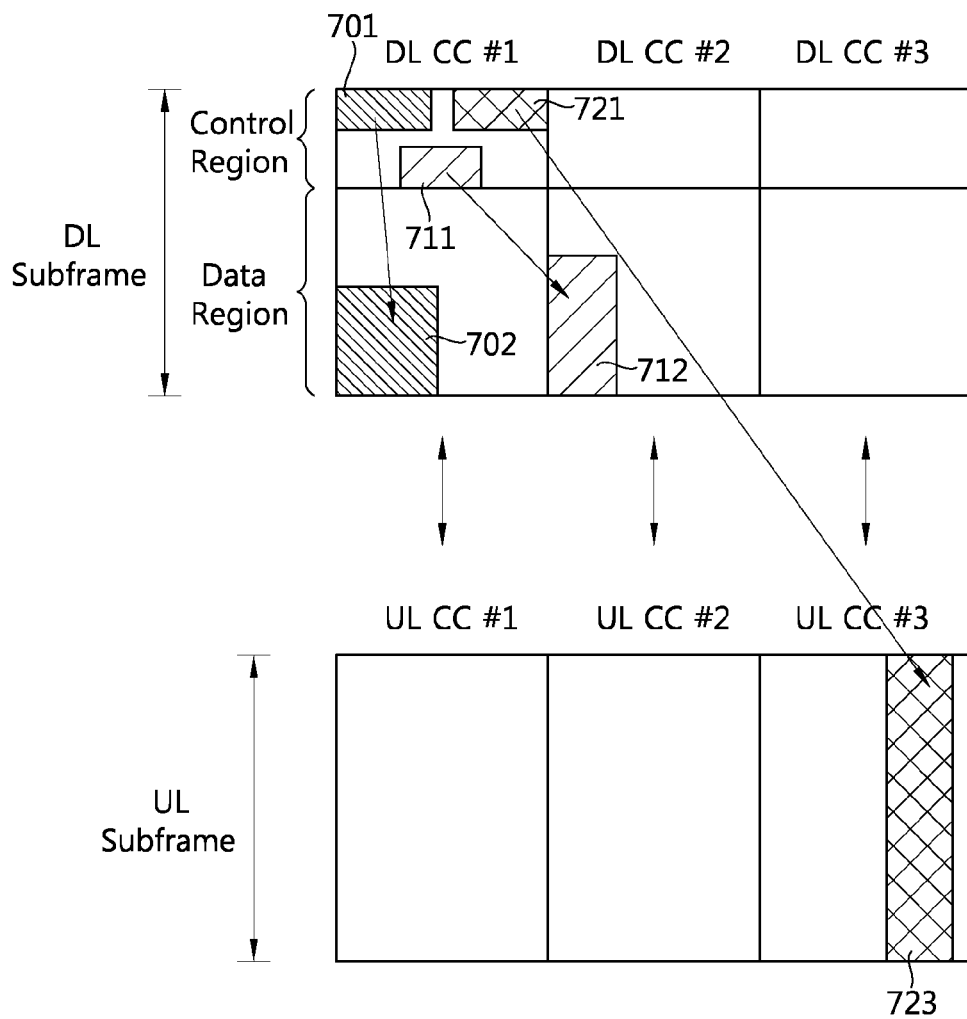 701
DL CC #1
DL CC #2
DL CC #3
721
Control
Region
711
DL
Subframe
Data
Region
702
712
UL CC #1
UL CC #2
UL CC #3
UL
Subframe
723